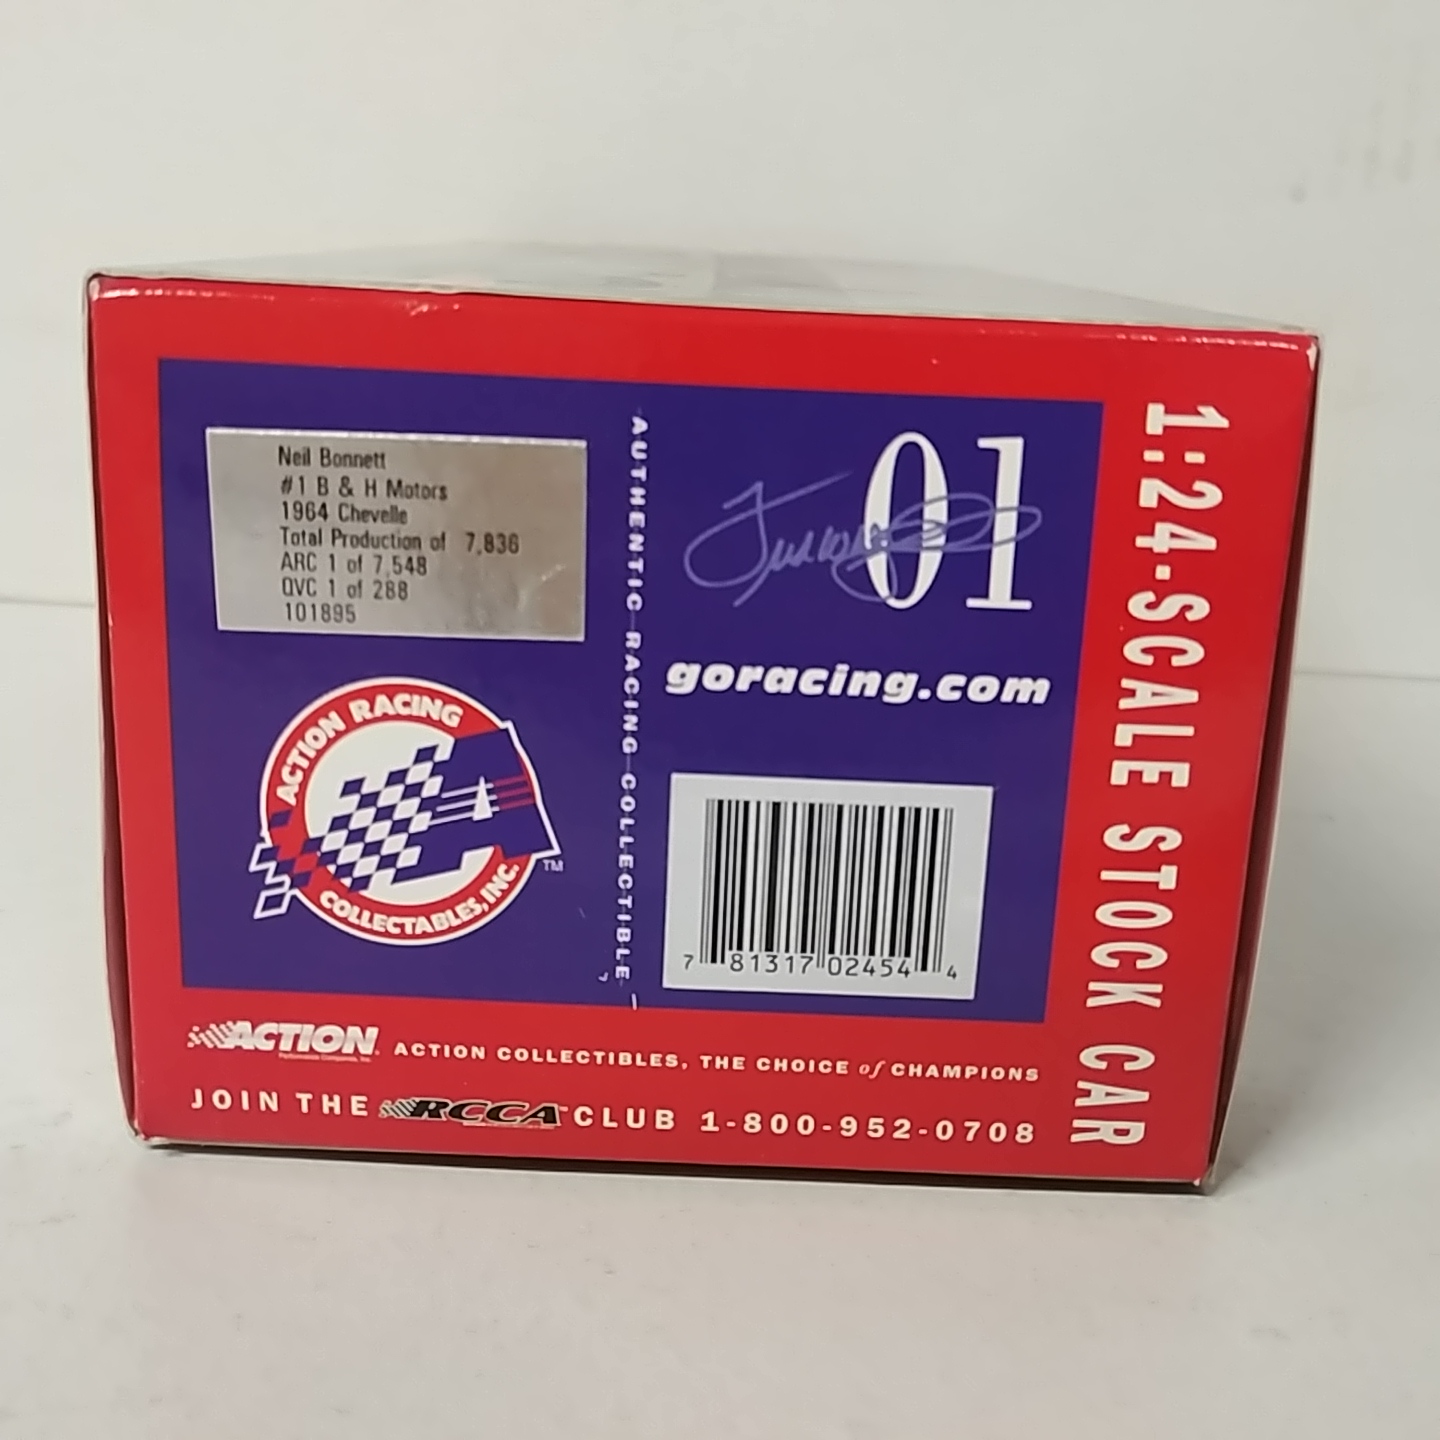 Neil Bonnett
#1 B & H Motors
1964 Chevelle
Total Production of 7,836
ARC 1 of 7,548
QVC 1 of 288
101895
ACTION RACING
COLLECTABLES, INC.
TM
AUTHENTIC RACING COLLECTIBLE
01
goracing.com
7 81317 02454 4
1:24-SCALE STOCK CAR
ACTION
ACTION COLLECTIBLES, THE CHOICE of CHAMPIONS
JOIN THE RCCA CLUB 1-800-952-0708